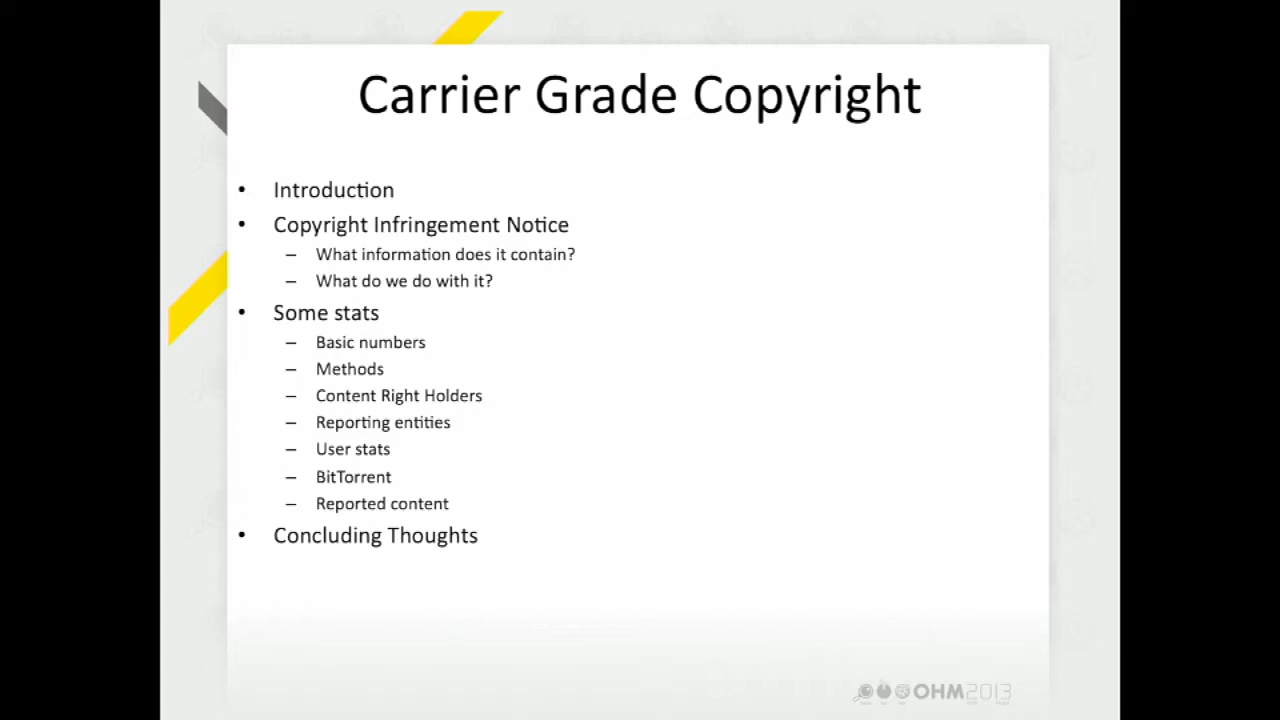 Carrier Grade Copyright
• Introduction
• Copyright Infringement Notice
– What information does it contain?
– What do we do with it?
• Some stats
– Basic numbers
– Methods
– Content Right Holders
– Reporting entities
– User stats
– BitTorrent
– Reported content
• Concluding Thoughts
OHM2013